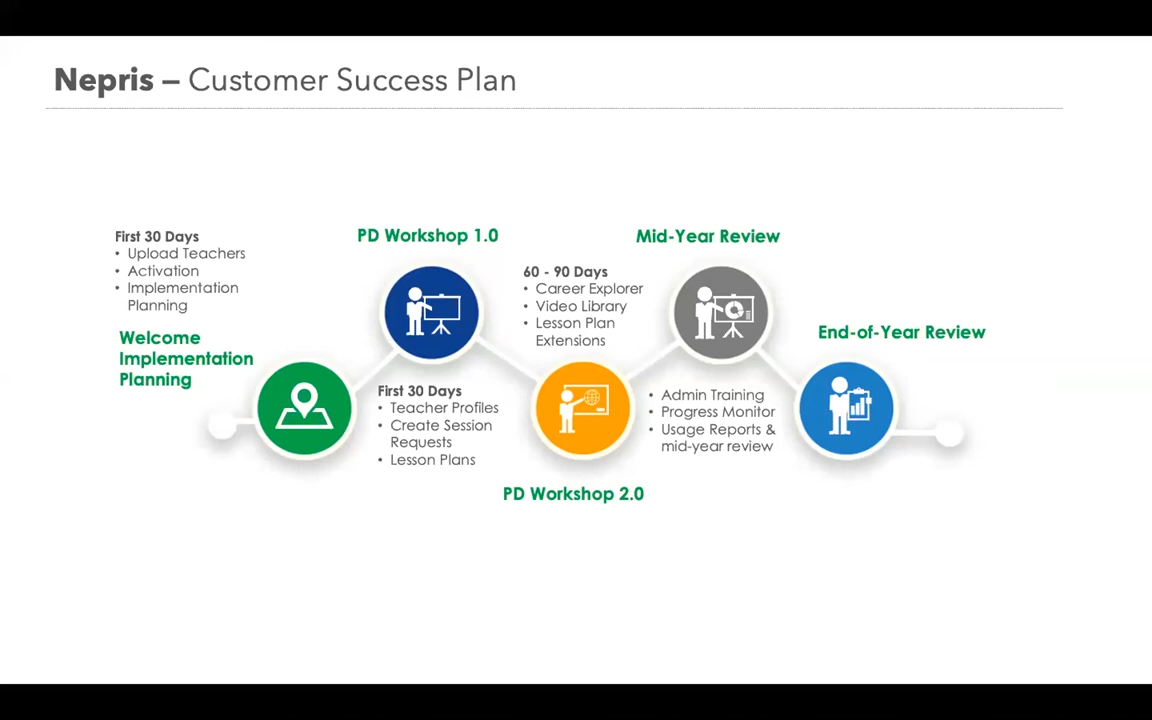 Nepris – Customer Success Plan
First 30 Days
• Upload Teachers
• Activation
• Implementation
Planning
Welcome
Implementation
Planning
PD Workshop 1.0
First 30 Days
• Teacher Profiles
• Create Session
Requests
• Lesson Plans
60 - 90 Days
• Career Explorer
• Video Library
• Lesson Plan
Extensions
PD Workshop 2.0
Mid-Year Review
• Admin Training
• Progress Monitor
• Usage Reports &
mid-year review
End-of-Year Review